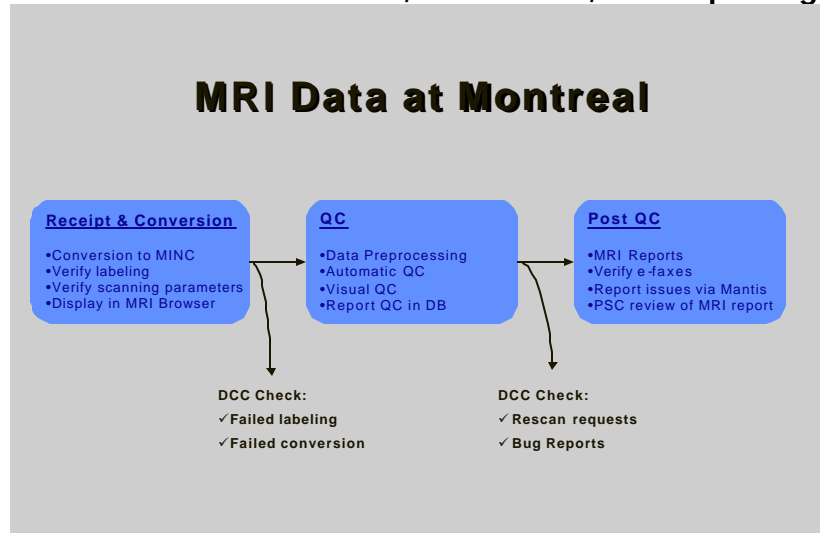 MRI Data at Montreal
Receipt & Conversion
•Conversion to MINC
•Verify labeling
•Verify scanning parameters
•Display in MRI Browser
QC
•Data Preprocessing
•Automatic QC
•Visual QC
•Report QC in DB
Post QC
•MRI Reports
•Verify e-faxes
•Report issues via Mantis
•PSC review of MRI report
DCC Check:
✓Failed labeling
✓Failed conversion
DCC Check:
✓Rescan requests
✓Bug Reports